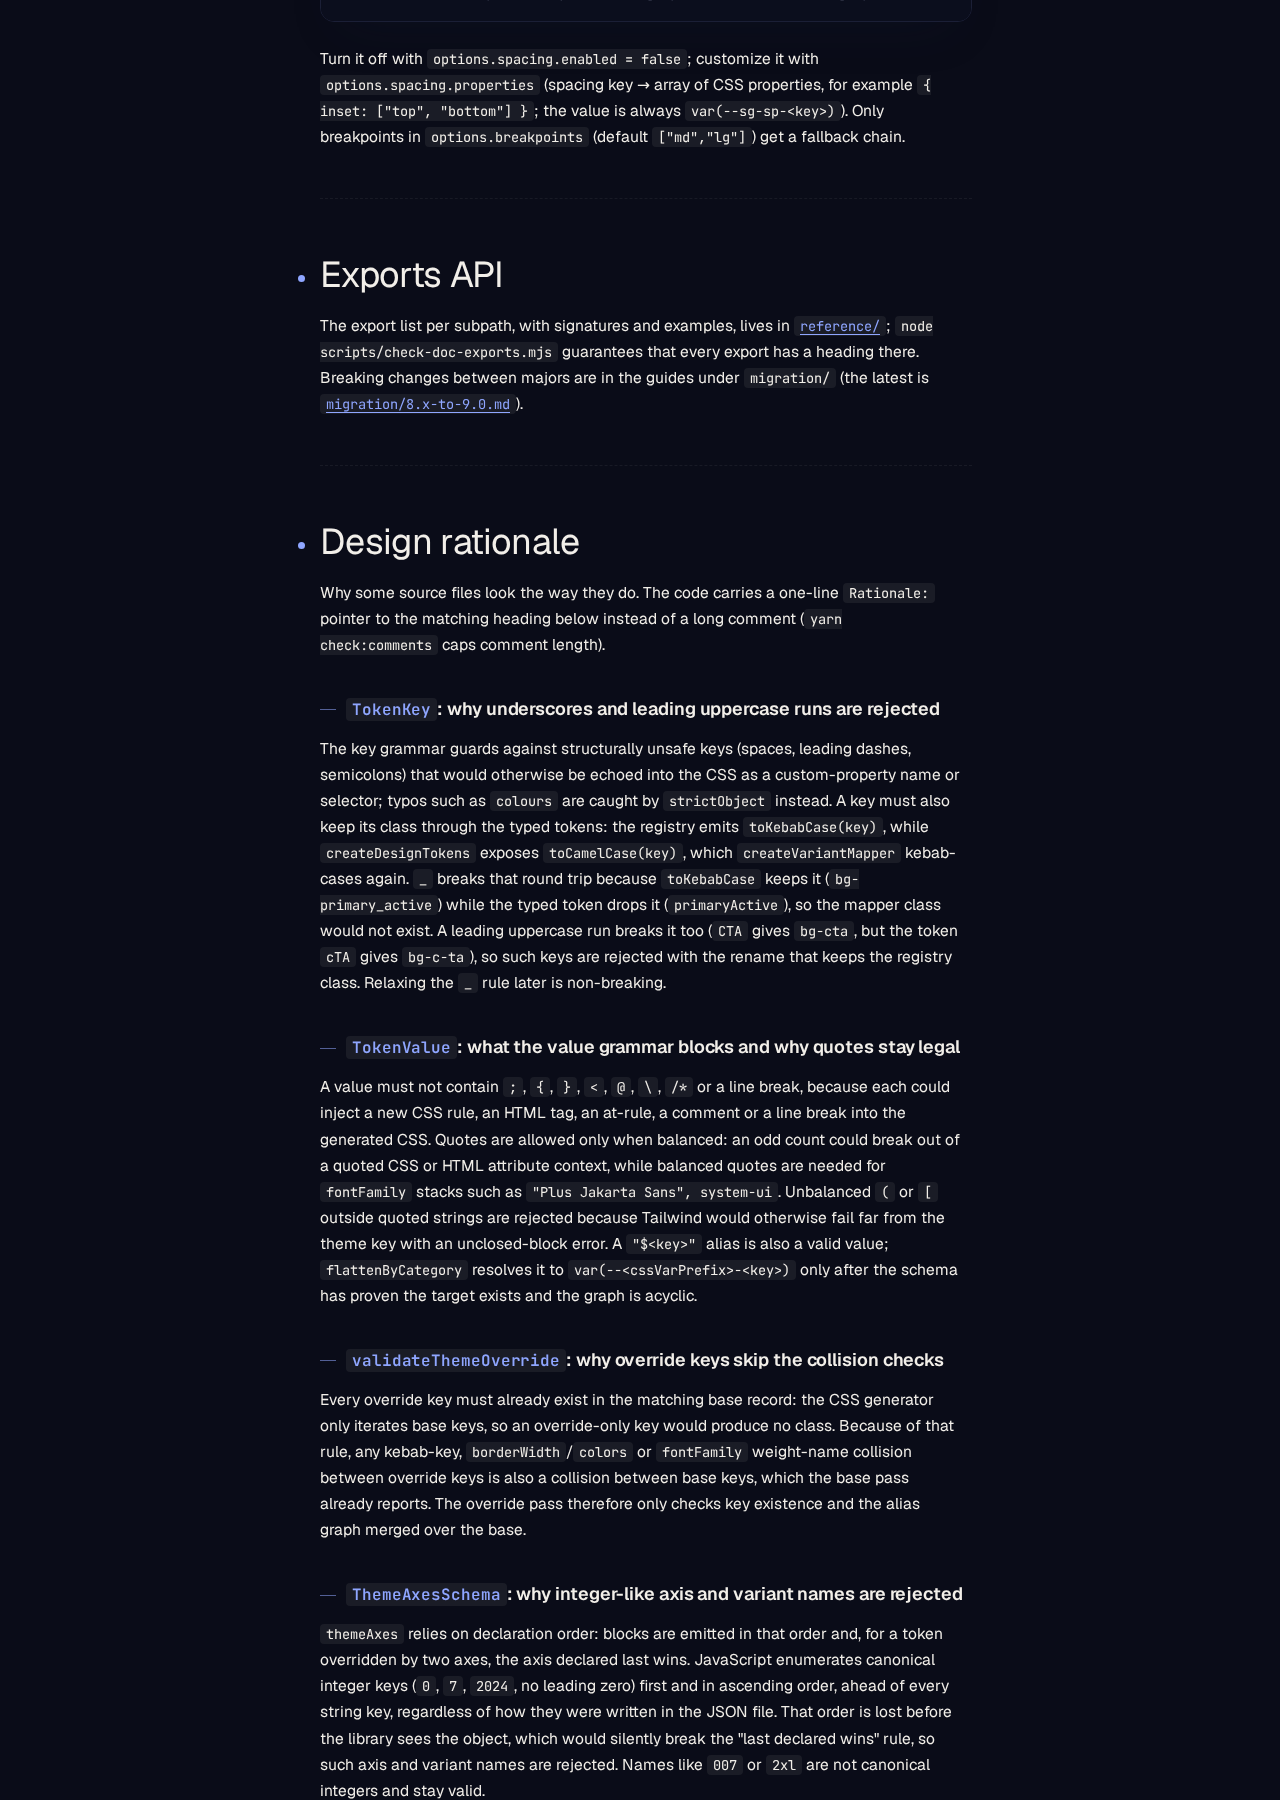 Turn it off with options.spacing.enabled = false; customize it with
options.spacing.properties (spacing key → array of CSS properties, for example {
inset: ["top", "bottom"] }; the value is always var(--sg-sp-<key>)). Only
breakpoints in options.breakpoints (default ["md","lg"]) get a fallback chain.
Exports API
The export list per subpath, with signatures and examples, lives in reference/; node
scripts/check-doc-exports.mjs guarantees that every export has a heading there.
Breaking changes between majors are in the guides under migration/ (the latest is
migration/8.x-to-9.0.md).
Design rationale
Why some source files look the way they do. The code carries a one-line Rationale:
pointer to the matching heading below instead of a long comment (yarn
check:comments caps comment length).
— TokenKey: why underscores and leading uppercase runs are rejected
The key grammar guards against structurally unsafe keys (spaces, leading dashes,
semicolons) that would otherwise be echoed into the CSS as a custom-property name or
selector; typos such as colours are caught by strictObject instead. A key must also
keep its class through the typed tokens: the registry emits toKebabCase(key), while
createDesignTokens exposes toCamelCase(key), which createVariantMapper kebab-
cases again. _ breaks that round trip because toKebabCase keeps it (bg-
primary_active) while the typed token drops it (primaryActive), so the mapper class
would not exist. A leading uppercase run breaks it too (CTA gives bg-cta, but the token
cTA gives bg-c-ta), so such keys are rejected with the rename that keeps the registry
class. Relaxing the _ rule later is non-breaking.
— TokenValue: what the value grammar blocks and why quotes stay legal
A value must not contain ;, {, }, <, @, \, /* or a line break, because each could
inject a new CSS rule, an HTML tag, an at-rule, a comment or a line break into the
generated CSS. Quotes are allowed only when balanced: an odd count could break out of
a quoted CSS or HTML attribute context, while balanced quotes are needed for
fontFamily stacks such as "Plus Jakarta Sans", system-ui. Unbalanced ( or [
outside quoted strings are rejected because Tailwind would otherwise fail far from the
theme key with an unclosed-block error. A "$<key>" alias is also a valid value;
flattenByCategory resolves it to var(--<cssVarPrefix>-<key>) only after the schema
has proven the target exists and the graph is acyclic.
— validateThemeOverride: why override keys skip the collision checks
Every override key must already exist in the matching base record: the CSS generator
only iterates base keys, so an override-only key would produce no class. Because of that
rule, any kebab-key, borderWidth/colors or fontFamily weight-name collision
between override keys is also a collision between base keys, which the base pass
already reports. The override pass therefore only checks key existence and the alias
graph merged over the base.
— ThemeAxesSchema: why integer-like axis and variant names are rejected
themeAxes relies on declaration order: blocks are emitted in that order and, for a token
overridden by two axes, the axis declared last wins. JavaScript enumerates canonical
integer keys (0, 7, 2024, no leading zero) first and in ascending order, ahead of every
string key, regardless of how they were written in the JSON file. That order is lost before
the library sees the object, which would silently break the "last declared wins" rule, so
such axis and variant names are rejected. Names like 007 or 2xl are not canonical
integers and stay valid.